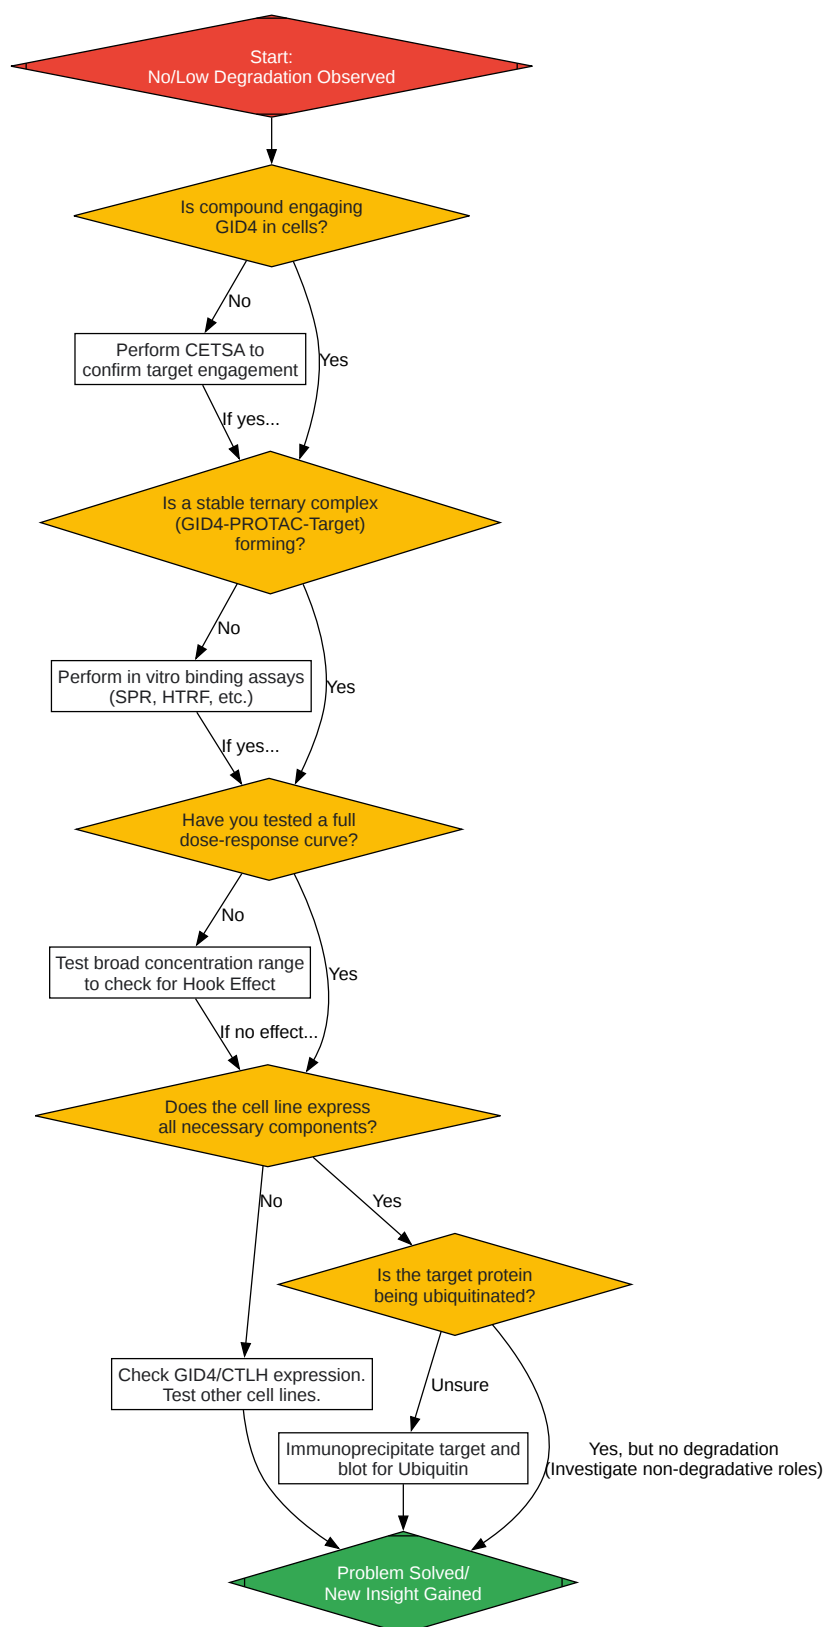 Start:
No/Low Degradation Observed
Is compound engaging
GID4 in cells?
No
Perform CETSA to
confirm target engagement
Yes
If yes...
Is a stable ternary complex
(GID4-PROTAC-Target)
forming?
No
Perform in vitro binding assays
(SPR, HTRF, etc.)
Yes
If yes...
Have you tested a full
dose-response curve?
No
Test broad concentration range
to check for Hook Effect
Yes
If no effect...
Does the cell line express
all necessary components?
No
Yes
Is the target protein
being ubiquitinated?
Check GID4/CTLH expression.
Test other cell lines.
Unsure
Immunoprecipitate target and
blot for Ubiquitin
Yes, but no degradation
(Investigate non-degradative roles)
Problem Solved/
New Insight Gained